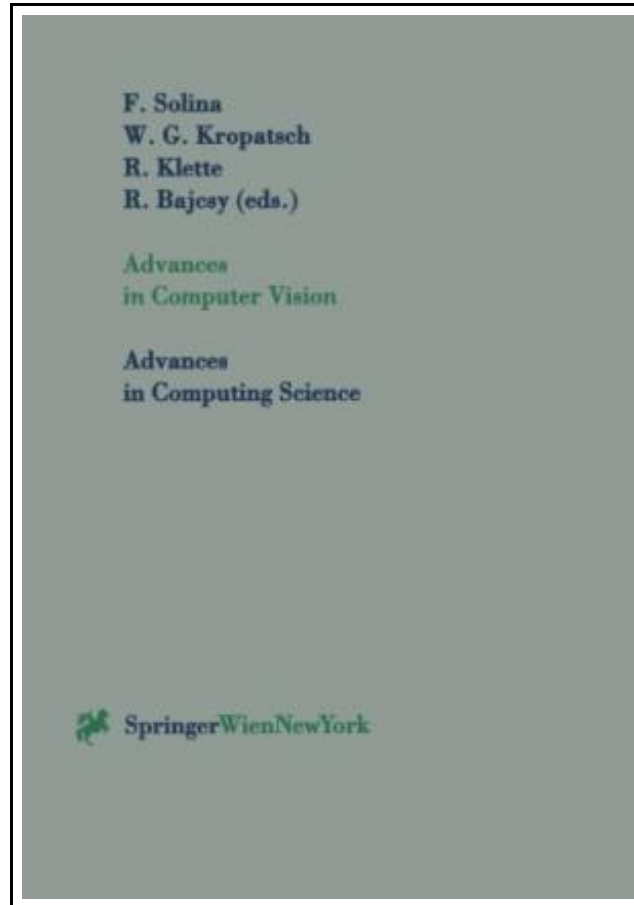 F. Solina
W. G. Kropatsch
R. Klette
R. Bajcsy (eds.)
Advances
in Computer Vision
Advances
in Computing Science
SpringerWienNewYork